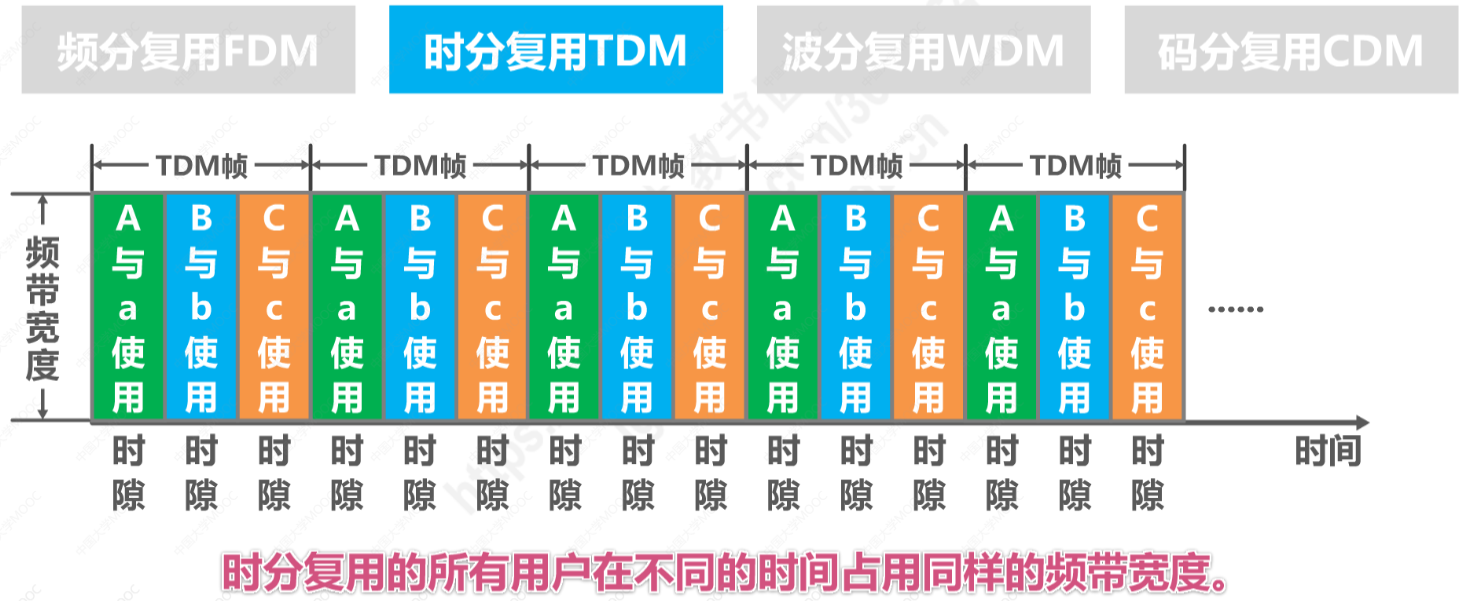 频分复用FDM
时分复用TDM
波分复用WDM
码分复用CDM
TDM帧 TDM帧 TDM帧 TDM帧 TDM帧
频带宽度
A与a使用 B与b使用 C与c使用 A与a使用 B与b使用 C与c使用 A与a使用 B与b使用 C与c使用 A与a使用 B与b使用 C与c使用 A与a使用 B与b使用 C与c使用
……
时隙 时隙 时隙 时隙 时隙 时隙 时隙 时隙 时隙 时隙 时隙 时隙 时隙 时隙 时隙
时间
时分复用的所有用户在不同的时间占用同样的频带宽度。